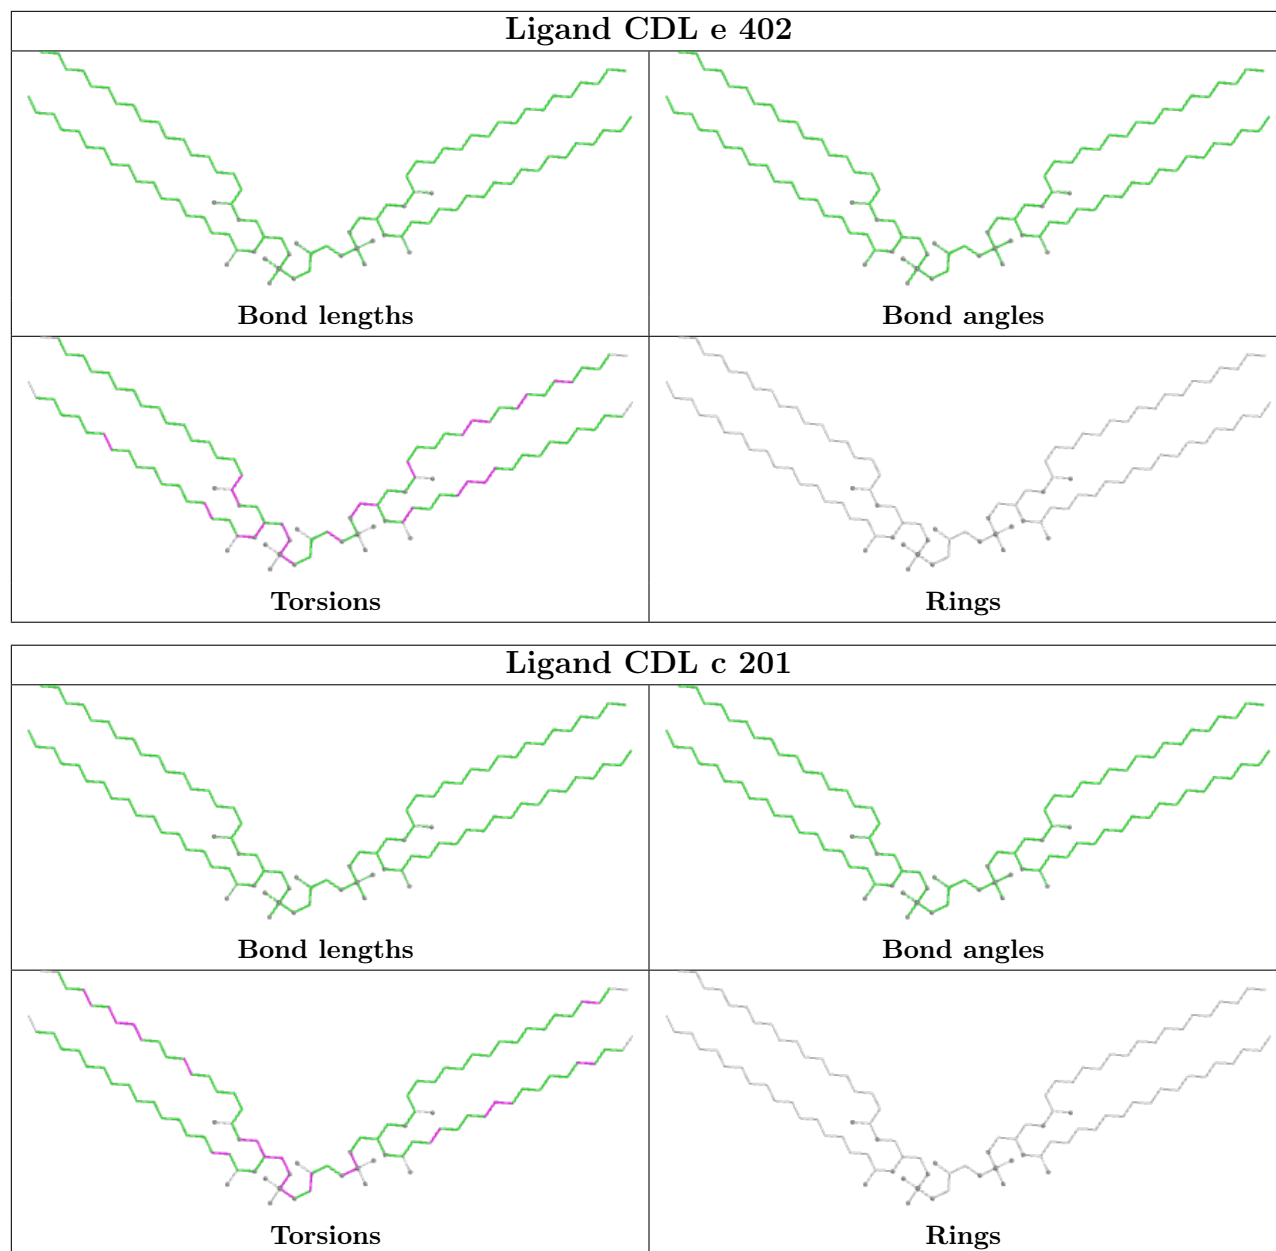 Ligand CDL e 402
Bond lengths
Bond angles
Torsions
Rings
Ligand CDL c 201
Bond lengths
Bond angles
Torsions
Rings